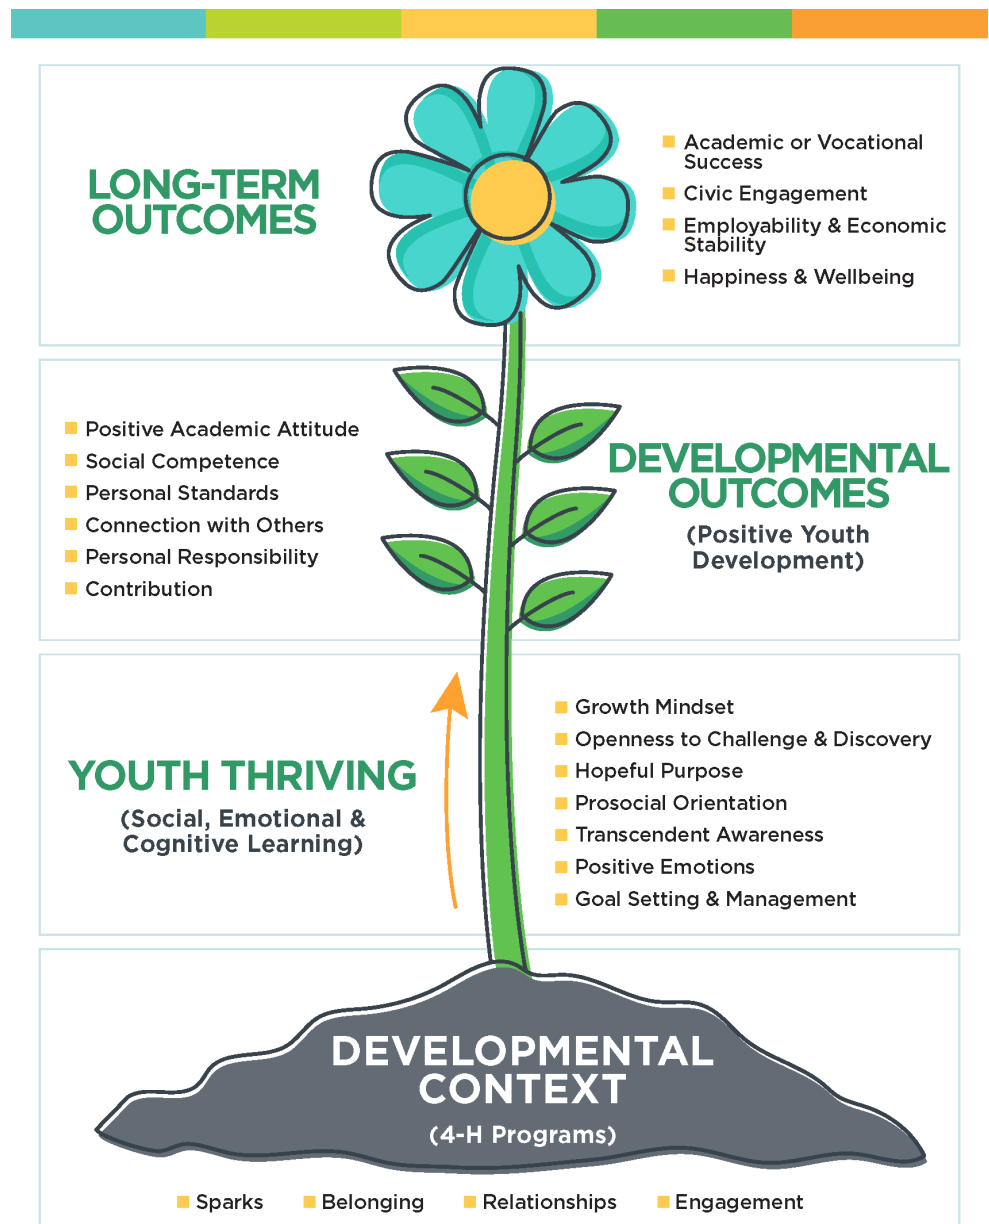 LONG-TERM
OUTCOMES
Academic or Vocational
Success
Civic Engagement
Employability & Economic
Stability
Happiness & Wellbeing
Positive Academic Attitude
Social Competence
Personal Standards
Connection with Others
Personal Responsibility
Contribution
DEVELOPMENTAL
OUTCOMES
(Positive Youth
Development)
YOUTH THRIVING
(Social, Emotional &
Cognitive Learning)
Growth Mindset
Openness to Challenge & Discovery
Hopeful Purpose
Prosocial Orientation
Transcendent Awareness
Positive Emotions
Goal Setting & Management
DEVELOPMENTAL
CONTEXT
(4-H Programs)
Sparks Belonging Relationships Engagement